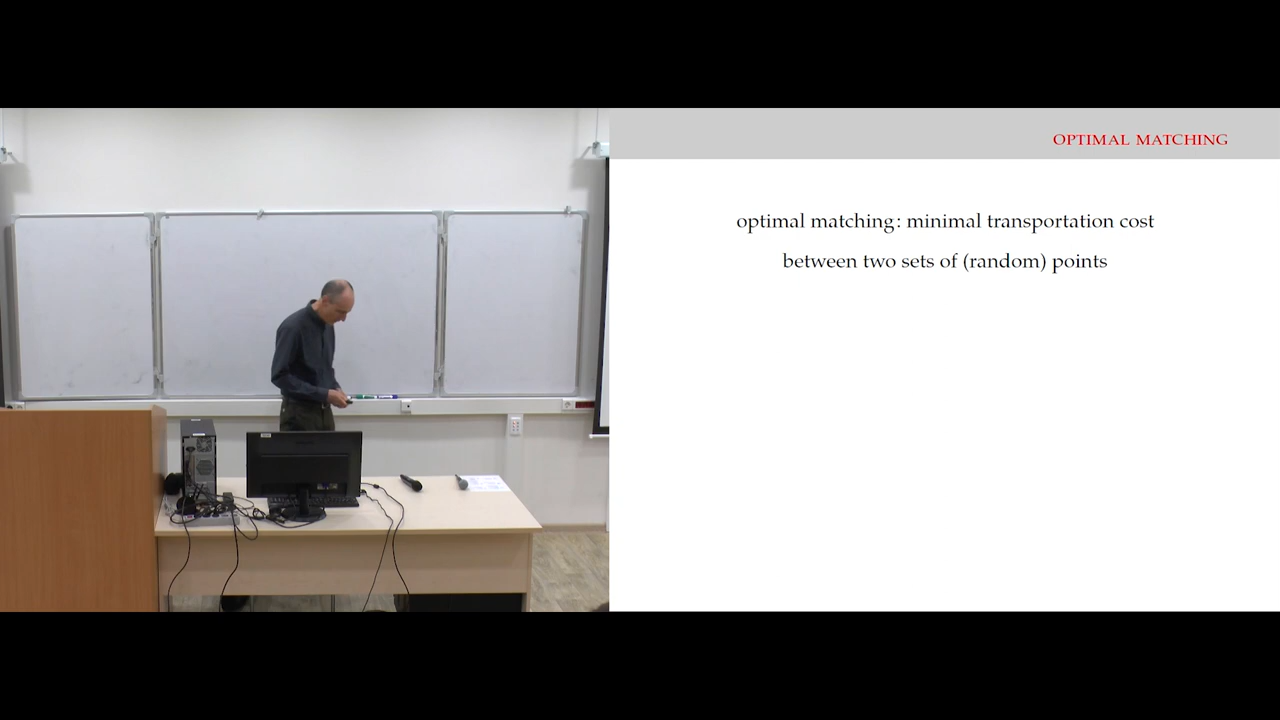 OPTIMAL MATCHING
optimal matching: minimal transportation cost
between two sets of (random) points